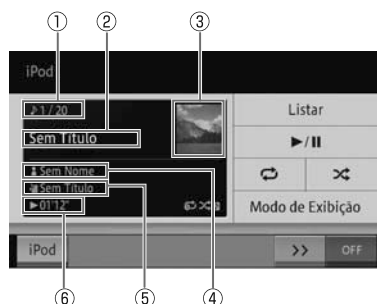 ① ② ③
iPod
♪1 / 20
Sem Título
Sem Nome
Sem Título
►01'12"
Listar
►/II
Modo de Exibição
iPod
>>
OFF
⑥ ⑤ ④